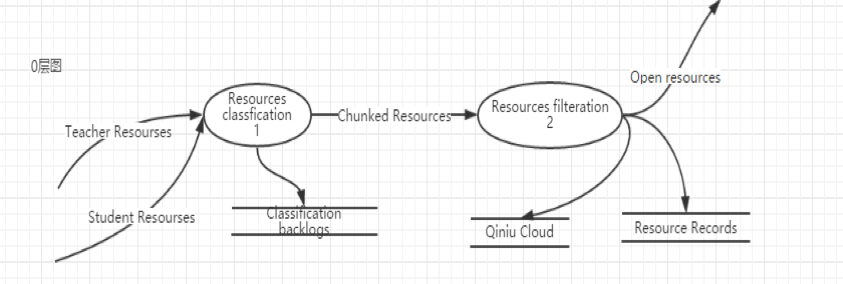 0层图
Open resources
Resources
classfication
1
Chunked Resources
Resources filteration
2
Teacher Resourses
Student Resourses
Classification
backlogs
Qiniu Cloud
Resource Records